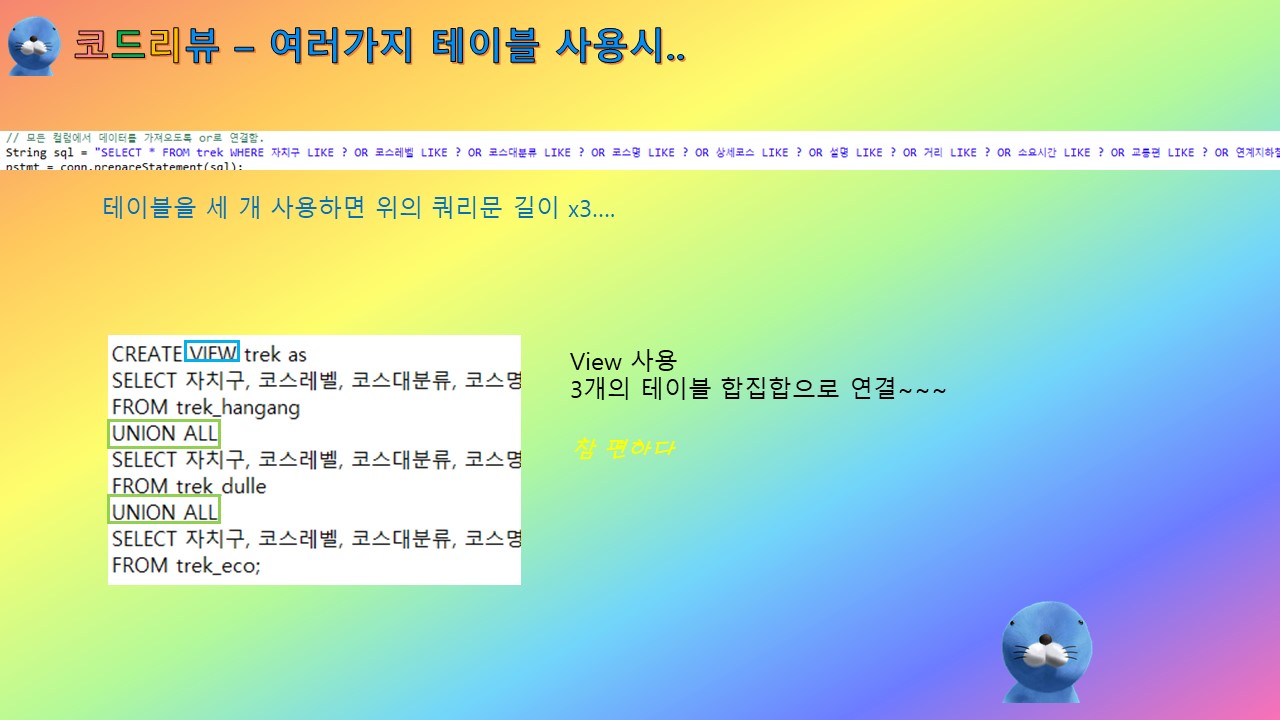 코드리뷰 – 여러가지 테이블 사용시..
// 모든 컬럼에서 데이터를 가져오도록 or로 연결함.
String sql = "SELECT * FROM trek WHERE 자치구 LIKE ? OR 코스레벨 LIKE ? OR 코스대분류 LIKE ? OR 코스명 LIKE ? OR 상세코스 LIKE ? OR 설명 LIKE ? OR 거리 LIKE ? OR 소요시간 LIKE ? OR 교통편 LIKE ? OR 연계지하철
pstmt = conn.prepareStatement(sql);
테이블을 세 개 사용하면 위의 쿼리문 길이 x3....
CREATE VIEW trek as
SELECT 자치구, 코스레벨, 코스대분류, 코스명
FROM trek_hangang
UNION ALL
SELECT 자치구, 코스레벨, 코스대분류, 코스명
FROM trek_dulle
UNION ALL
SELECT 자치구, 코스레벨, 코스대분류, 코스명
FROM trek_eco;
View 사용
3개의 테이블 합집합으로 연결~~~
참 편하다